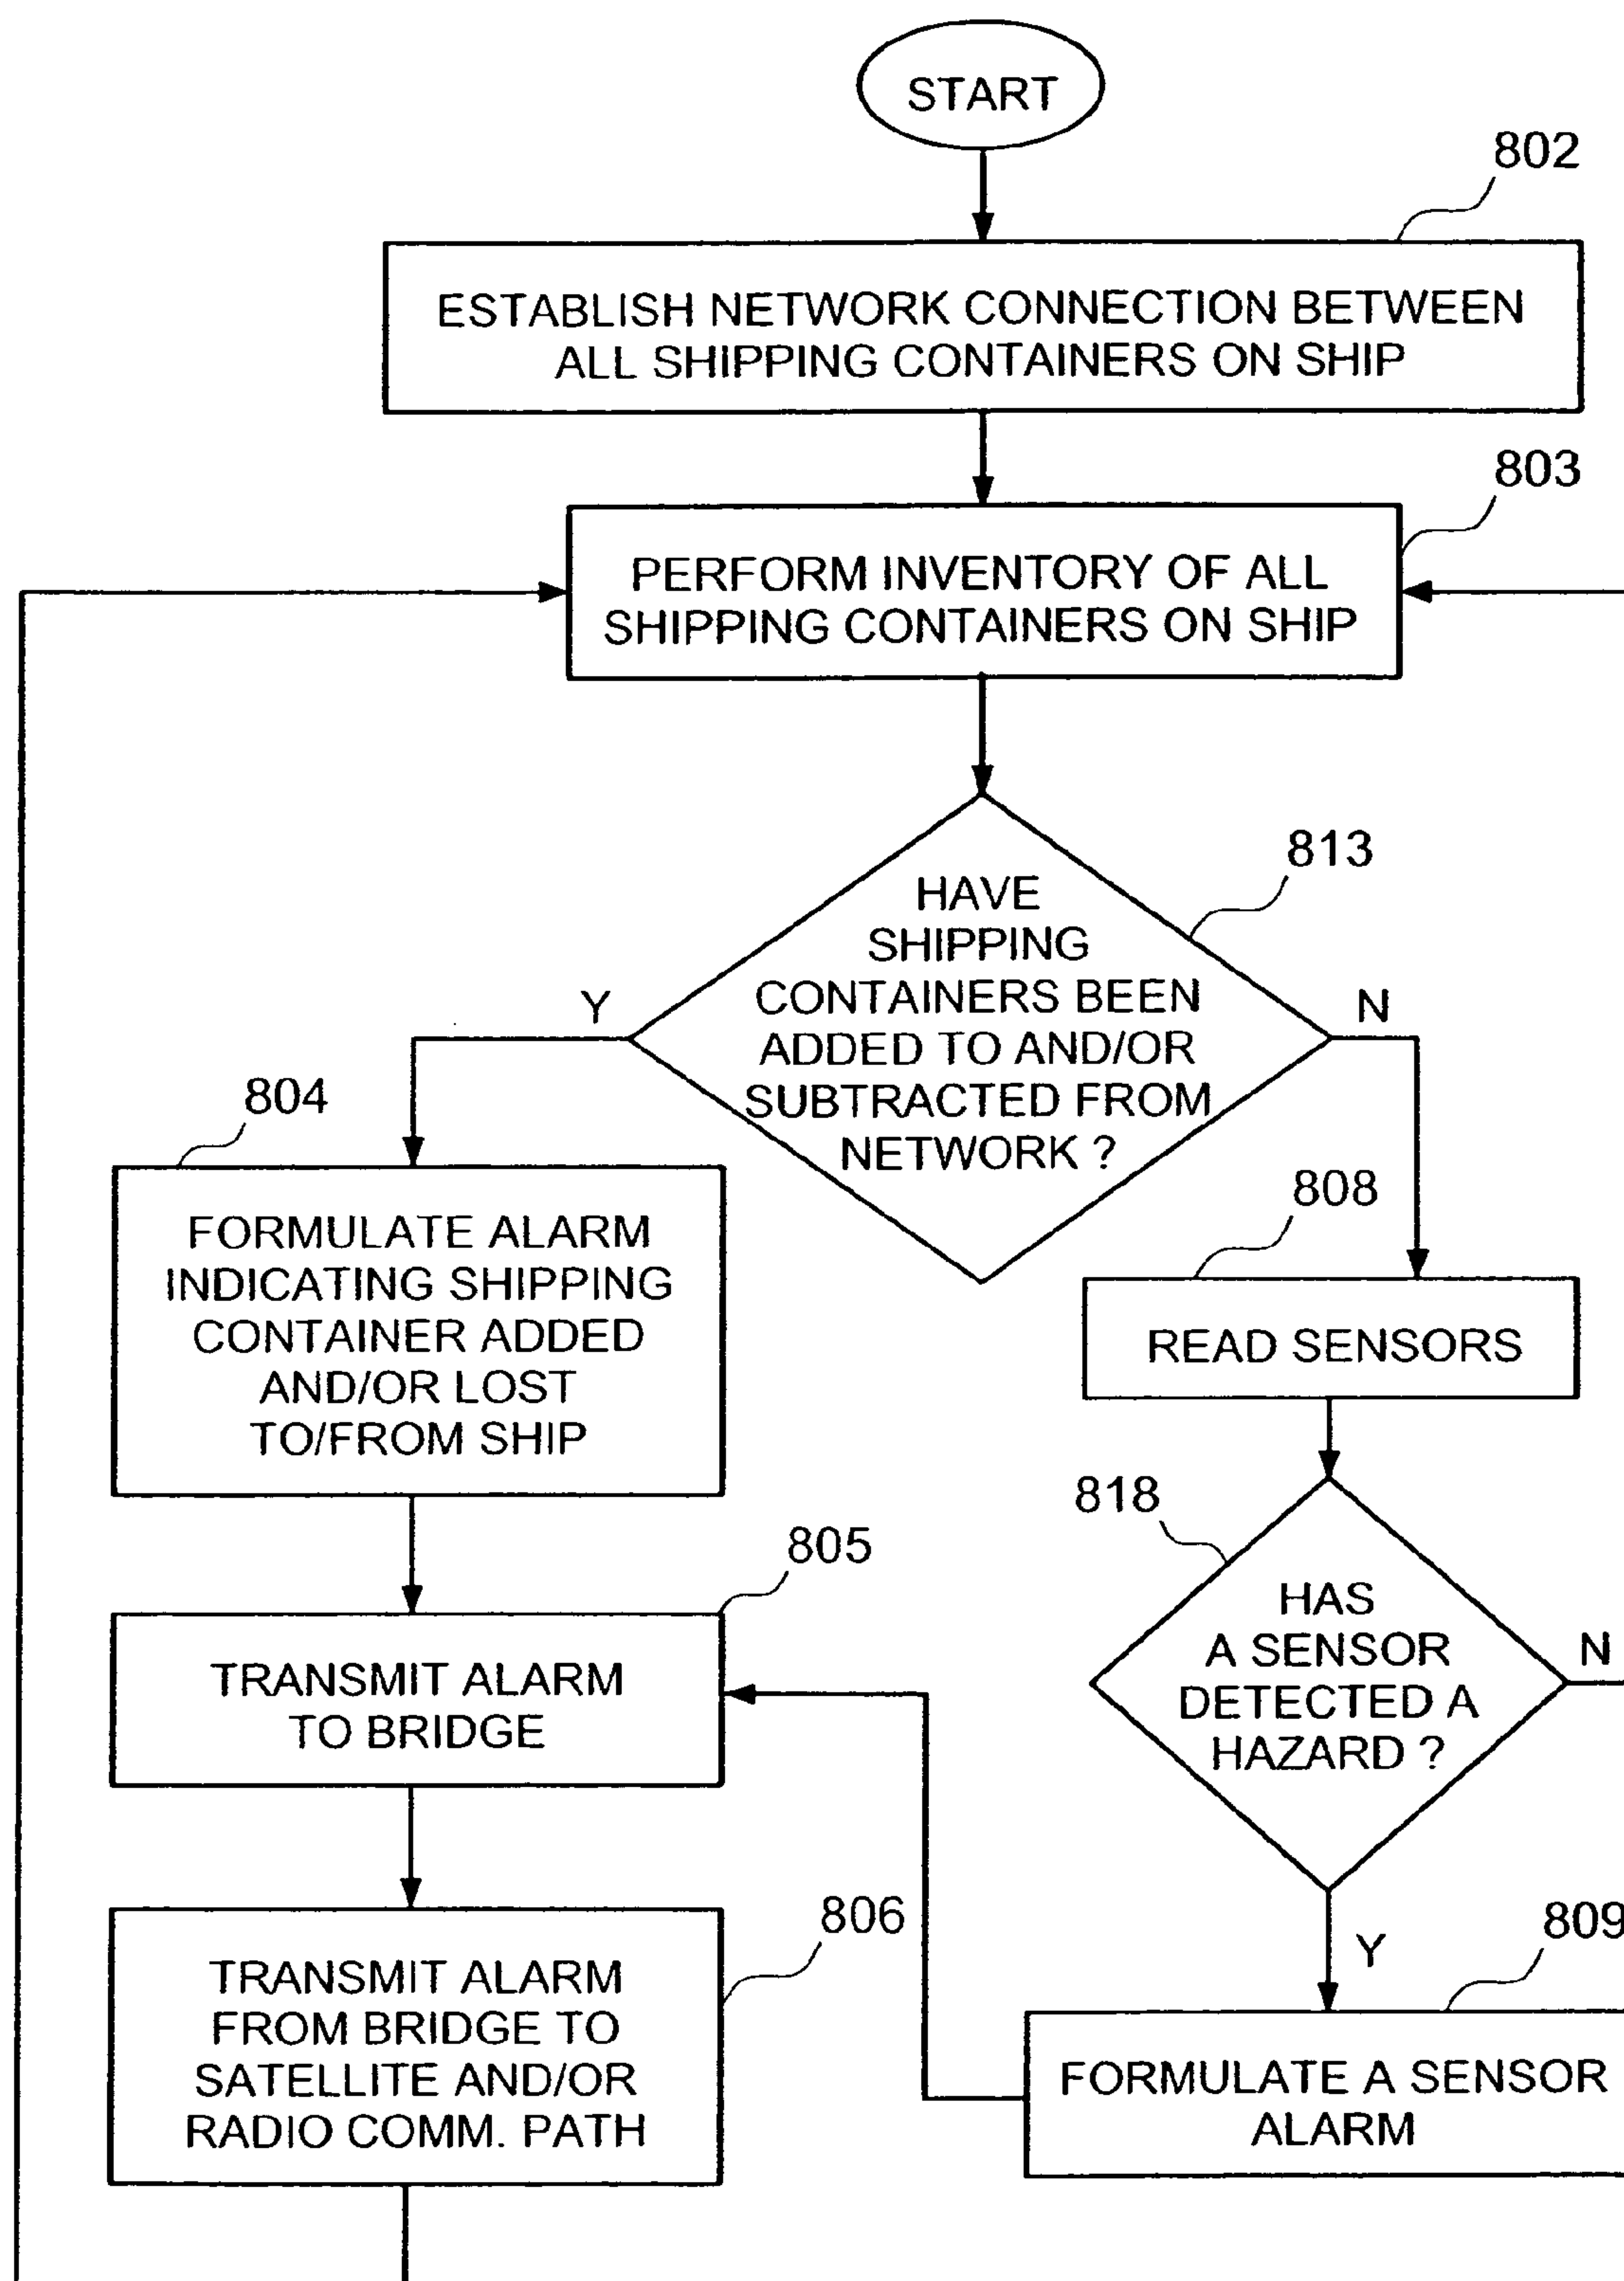 START
802
ESTABLISH NETWORK CONNECTION BETWEEN
ALL SHIPPING CONTAINERS ON SHIP
803
PERFORM INVENTORY OF ALL
SHIPPING CONTAINERS ON SHIP
813
HAVE
SHIPPING
CONTAINERS BEEN
ADDED TO AND/OR
SUBTRACTED FROM
NETWORK ?
Y
N
804
FORMULATE ALARM
INDICATING SHIPPING
CONTAINER ADDED
AND/OR LOST
TO/FROM SHIP
808
READ SENSORS
818
HAS
A SENSOR
DETECTED A
HAZARD ?
N
Y
805
TRANSMIT ALARM
TO BRIDGE
806
TRANSMIT ALARM
FROM BRIDGE TO
SATELLITE AND/OR
RADIO COMM. PATH
809
FORMULATE A SENSOR
ALARM